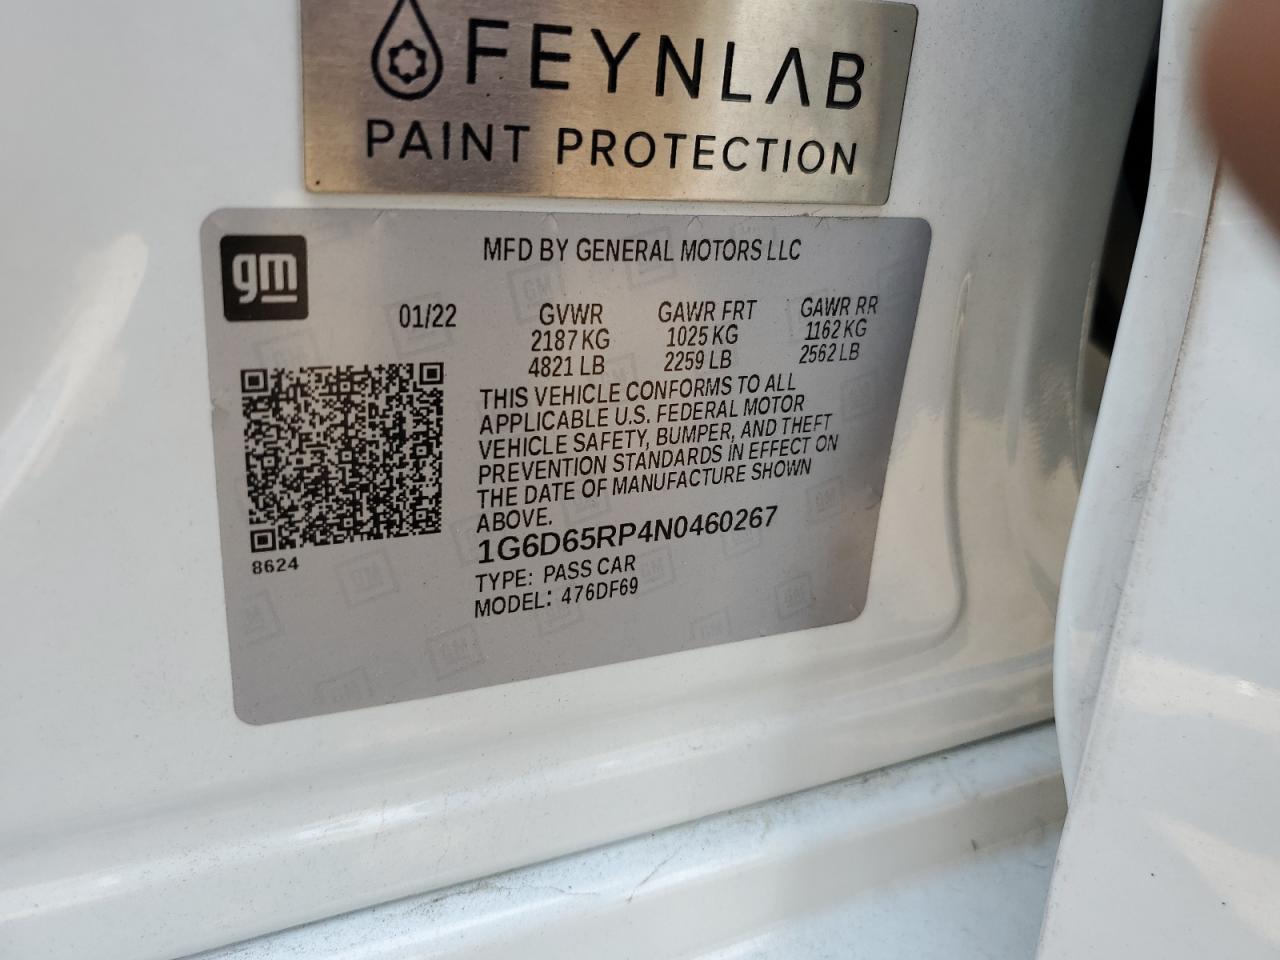 FEYNLAB
PAINT PROTECTION
gm
MFD BY GENERAL MOTORS LLC
01/22 GVWR GAWR FRT GAWR RR
2187 KG 1025 KG 1162 KG
4821 LB 2259 LB 2562 LB
THIS VEHICLE CONFORMS TO ALL
APPLICABLE U.S. FEDERAL MOTOR
VEHICLE SAFETY, BUMPER, AND THEFT
PREVENTION STANDARDS IN EFFECT ON
THE DATE OF MANUFACTURE SHOWN
ABOVE.
1G6D65RP4N0460267
8624
TYPE: PASS CAR
MODEL: 476DF69